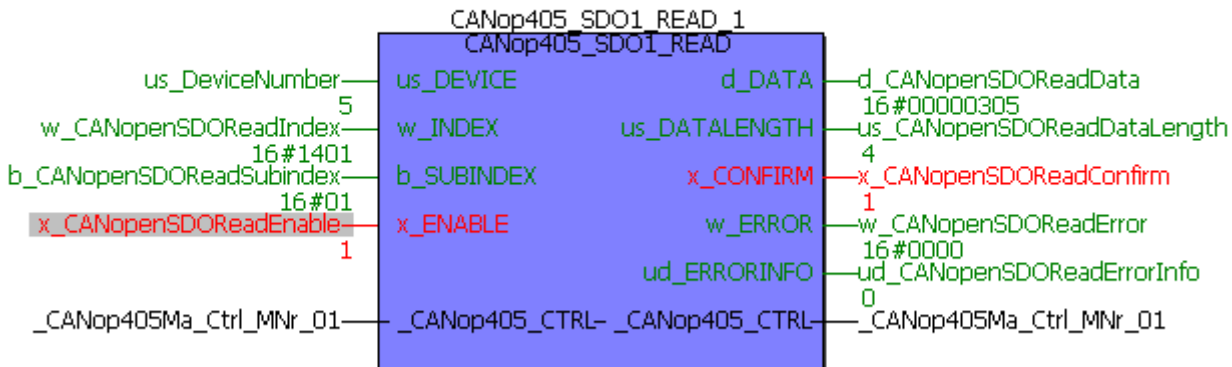 CANop405_SDO1_READ_1
CANop405_SDO1_READ
us_DeviceNumber us_DEVICE d_DATA d_CANopenSDOReadData
5 16#00000305
w_CANopenSDOReadIndex w_INDEX us_DATALENGTH us_CANopenSDOReadDataLength
16#1401 4
b_CANopenSDOReadSubindex b_SUBINDEX x_CONFIRM x_CANopenSDOReadConfirm
16#01 1
x_CANopenSDOReadEnable x_ENABLE w_ERROR w_CANopenSDOReadError
1 16#0000
ud_ERRORINFO ud_CANopenSDOReadErrorInfo
0
_CANop405Ma_Ctrl_MNr_01 _CANop405_CTRL _CANop405_CTRL _CANop405Ma_Ctrl_MNr_01